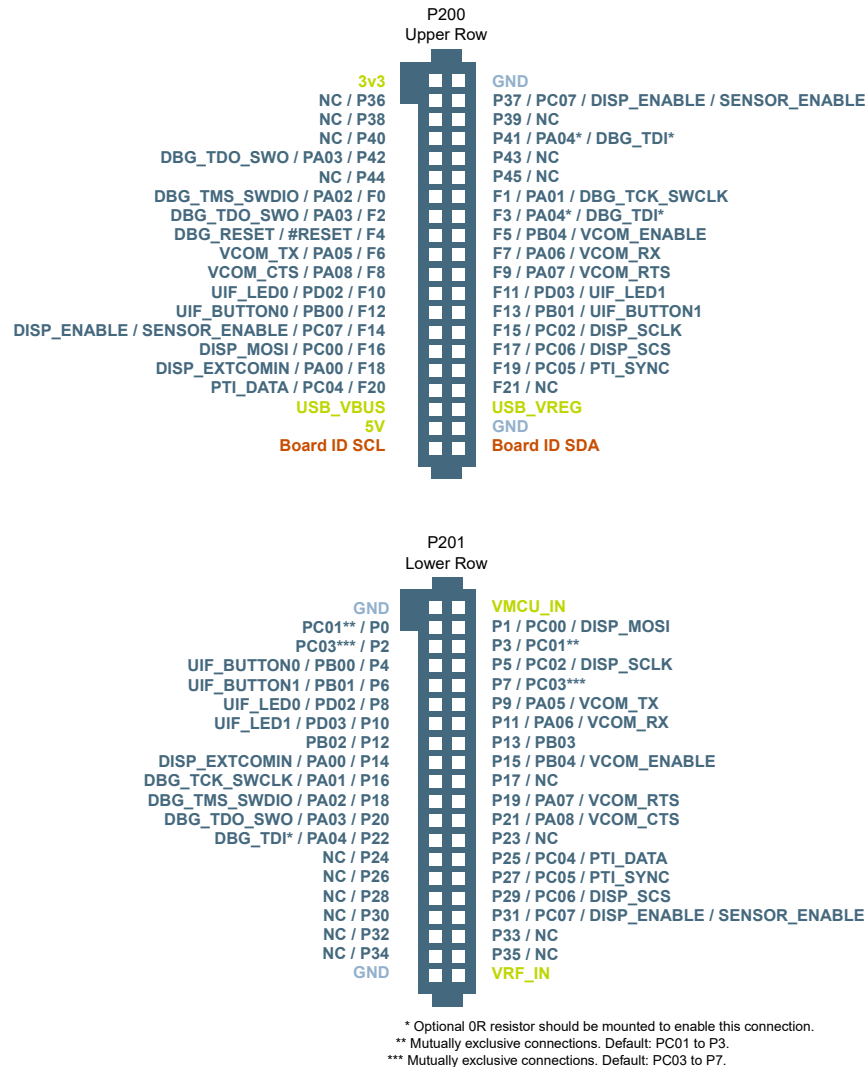 P200
Upper Row
3v3 GND
NC / P36 P37 / PC07 / DISP_ENABLE / SENSOR_ENABLE
NC / P38 P39 / NC
NC / P40 P41 / PA04* / DBG_TDI*
DBG_TDO_SWO / PA03 / P42 P43 / NC
NC / P44 P45 / NC
DBG_TMS_SWDIO / PA02 / F0 F1 / PA01 / DBG_TCK_SWCLK
DBG_TDO_SWO / PA03 / F2 F3 / PA04* / DBG_TDI*
DBG_RESET / #RESET / F4 F5 / PB04 / VCOM_ENABLE
VCOM_TX / PA05 / F6 F7 / PA06 / VCOM_RX
VCOM_CTS / PA08 / F8 F9 / PA07 / VCOM_RTS
UIF_LED0 / PD02 / F10 F11 / PD03 / UIF_LED1
UIF_BUTTON0 / PB00 / F12 F13 / PB01 / UIF_BUTTON1
DISP_ENABLE / SENSOR_ENABLE / PC07 / F14 F15 / PC02 / DISP_SCLK
DISP_MOSI / PC00 / F16 F17 / PC06 / DISP_SCS
DISP_EXTCOMIN / PA00 / F18 F19 / PC05 / PTI_SYNC
PTI_DATA / PC04 / F20 F21 / NC
USB_VBUS USB_VREG
5V GND
Board ID SCL Board ID SDA
P201
Lower Row
GND VMCU_IN
PC01** / P0 P1 / PC00 / DISP_MOSI
PC03*** / P2 P3 / PC01**
UIF_BUTTON0 / PB00 / P4 P5 / PC02 / DISP_SCLK
UIF_BUTTON1 / PB01 / P6 P7 / PC03***
UIF_LED0 / PD02 / P8 P9 / PA05 / VCOM_TX
UIF_LED1 / PD03 / P10 P11 / PA06 / VCOM_RX
PB02 / P12 P13 / PB03
DISP_EXTCOMIN / PA00 / P14 P15 / PB04 / VCOM_ENABLE
DBG_TCK_SWCLK / PA01 / P16 P17 / NC
DBG_TMS_SWDIO / PA02 / P18 P19 / PA07 / VCOM_RTS
DBG_TDO_SWO / PA03 / P20 P21 / PA08 / VCOM_CTS
DBG_TDI* / PA04 / P22 P23 / NC
NC / P24 P25 / PC04 / PTI_DATA
NC / P26 P27 / PC05 / PTI_SYNC
NC / P28 P29 / PC06 / DISP_SCS
NC / P30 P31 / PC07 / DISP_ENABLE / SENSOR_ENABLE
NC / P32 P33 / NC
NC / P34 P35 / NC
GND VRF_IN
* Optional 0R resistor should be mounted to enable this connection.
** Mutually exclusive connections. Default: PC01 to P3.
*** Mutually exclusive connections. Default: PC03 to P7.